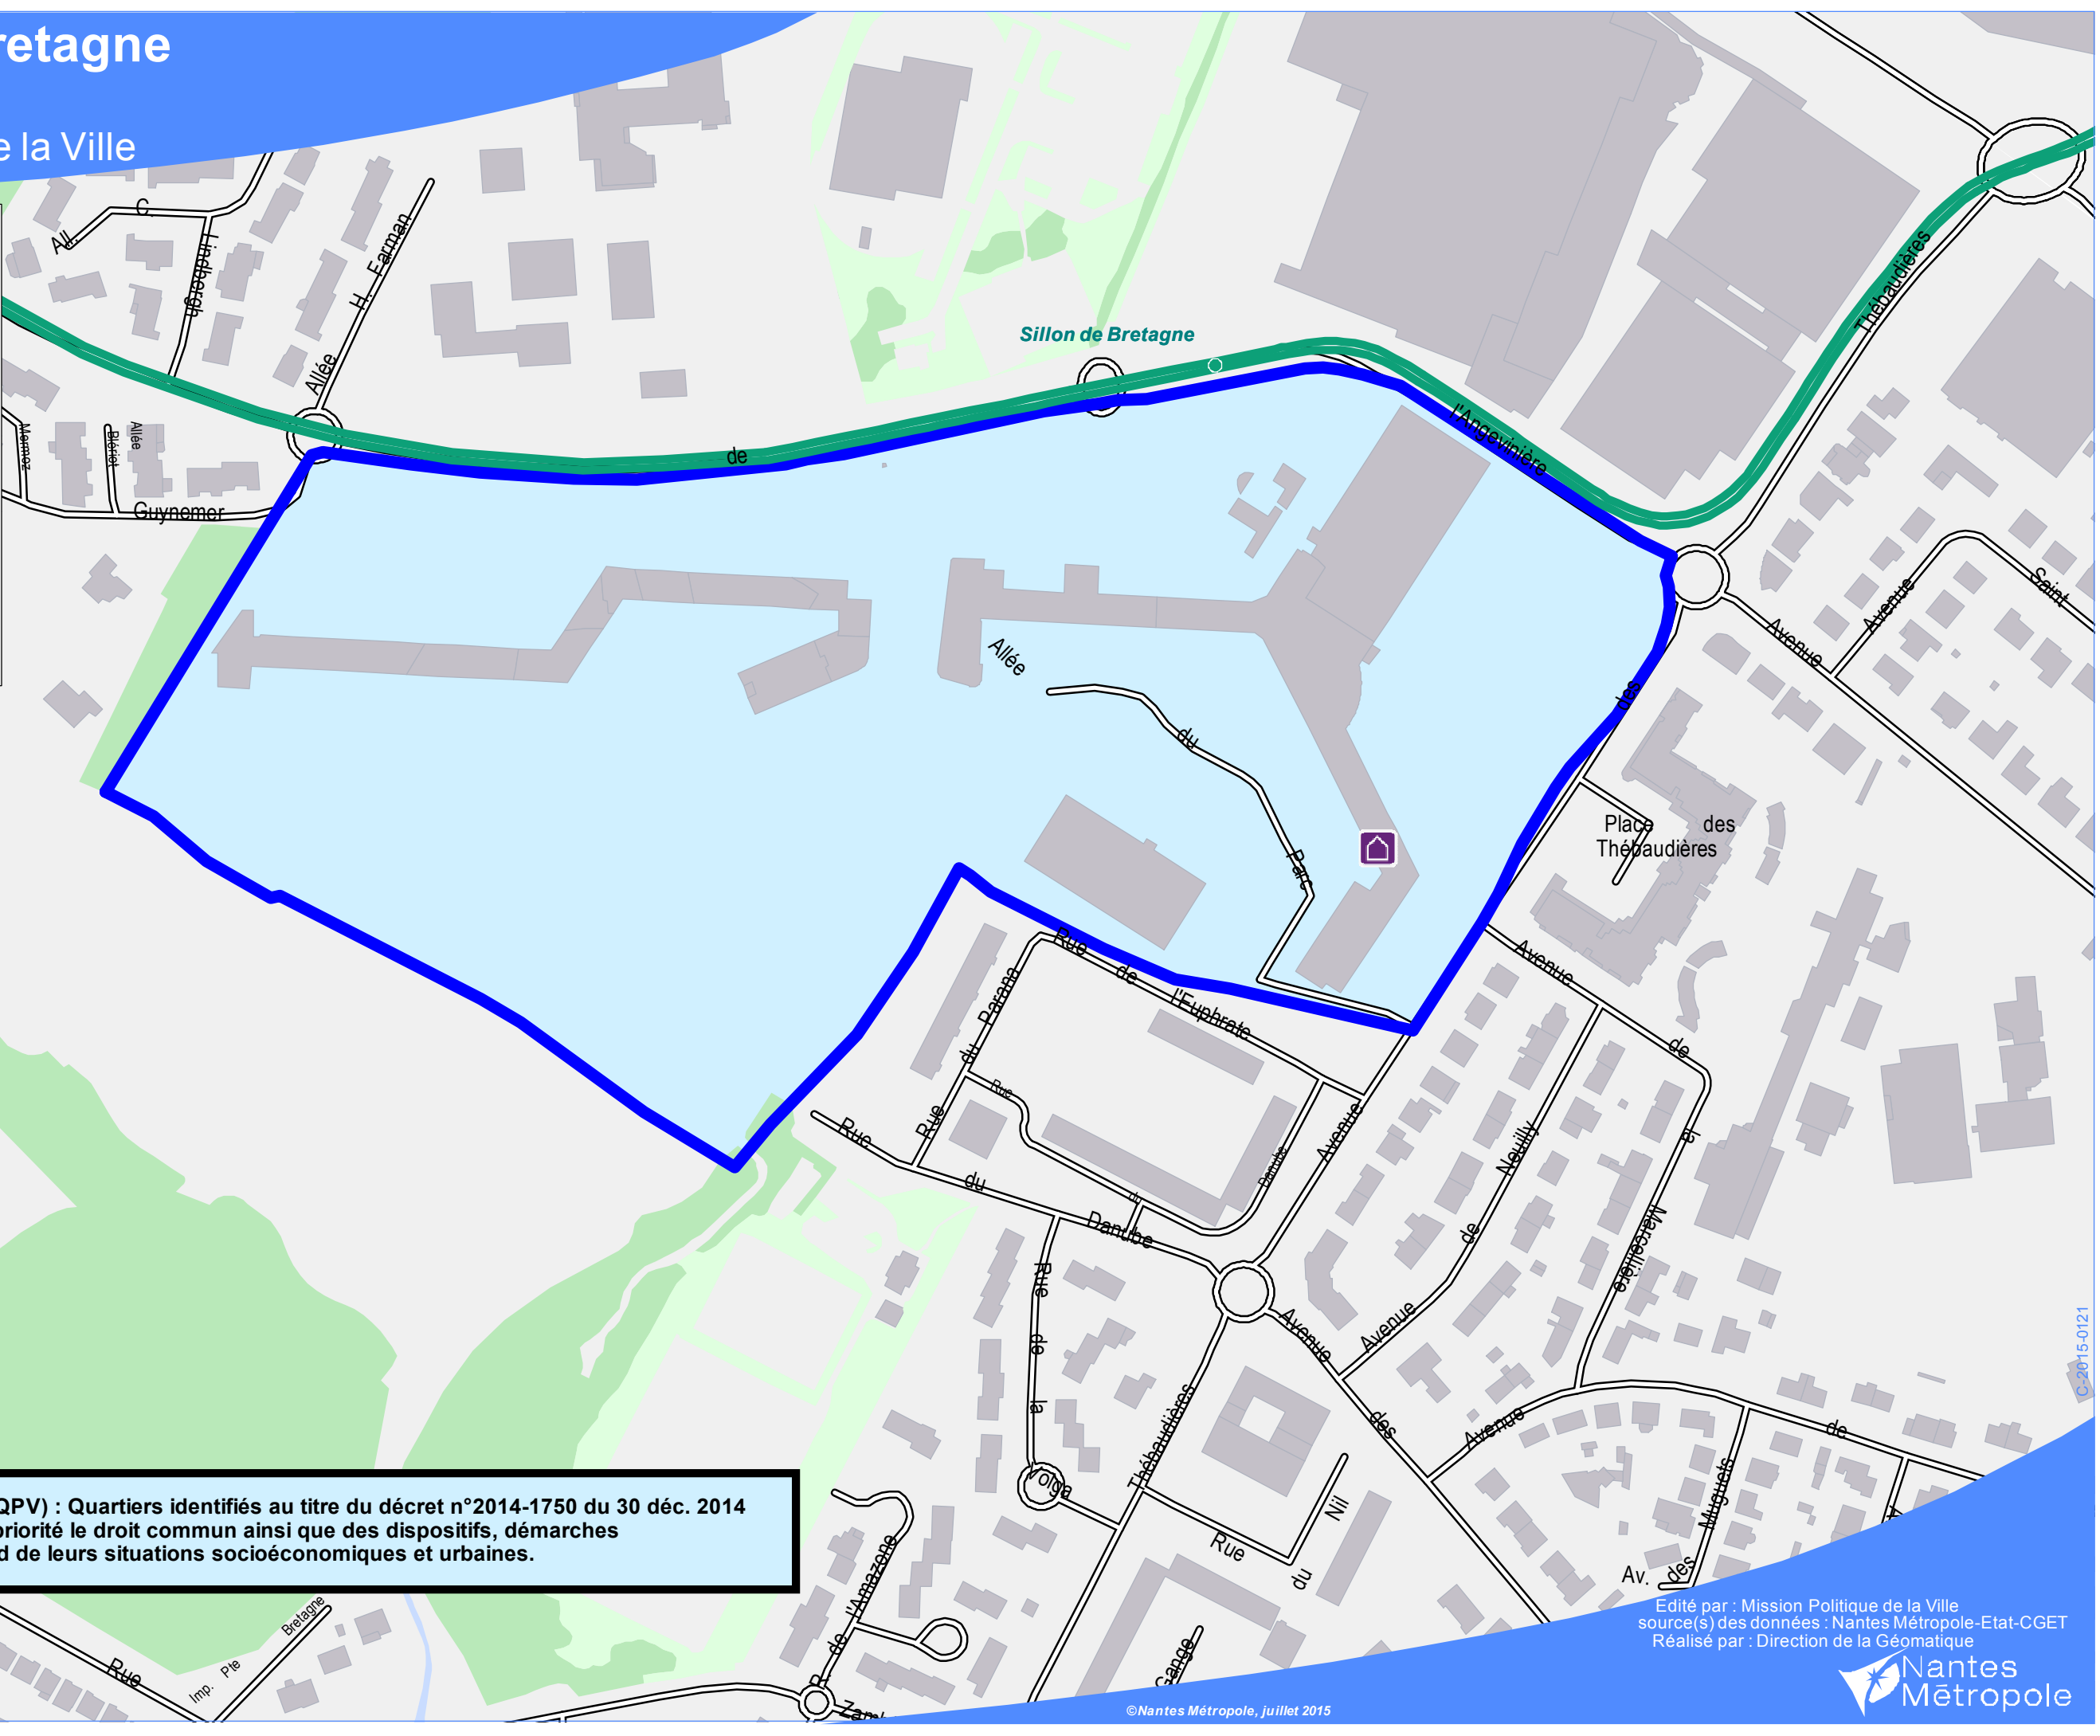 retagne
e la Ville
C.
All.
Lindbergh
H. Farman
Allée
Mermoz
Blériot
Allée
Guynemer
de
Sillon de Bretagne
l'Angevinière
Thébaudières
Saint
Avenue
Avenue
des
Allée
du
Parc
Place des
Thébaudières
Avenue
de
la
Marcellière
Rue
de
l'Euphrate
Rue
du
Parana
Rue
du
Danube
Rue
du
Danube
Avenue
Neuilly
de
Avenue
Avenue
des
Rue
de
la
Volga
Thébaudières
Avenue
de
Muguets
des
Av.
Rue
du
Nil
QPV) : Quartiers identifiés au titre du décret n°2014-1750 du 30 déc. 2014
priorité le droit commun ainsi que des dispositifs, démarches
d de leurs situations socioéconomiques et urbaines.
l'Amazone
de
R.
Gange
Rue
Imp. Pte
Bretagne
C-2015-0121
Edité par : Mission Politique de la Ville
source(s) des données : Nantes Métropole-Etat-CGET
Réalisé par : Direction de la Géomatique
Nantes
Métropole
©Nantes Métropole, juillet 2015